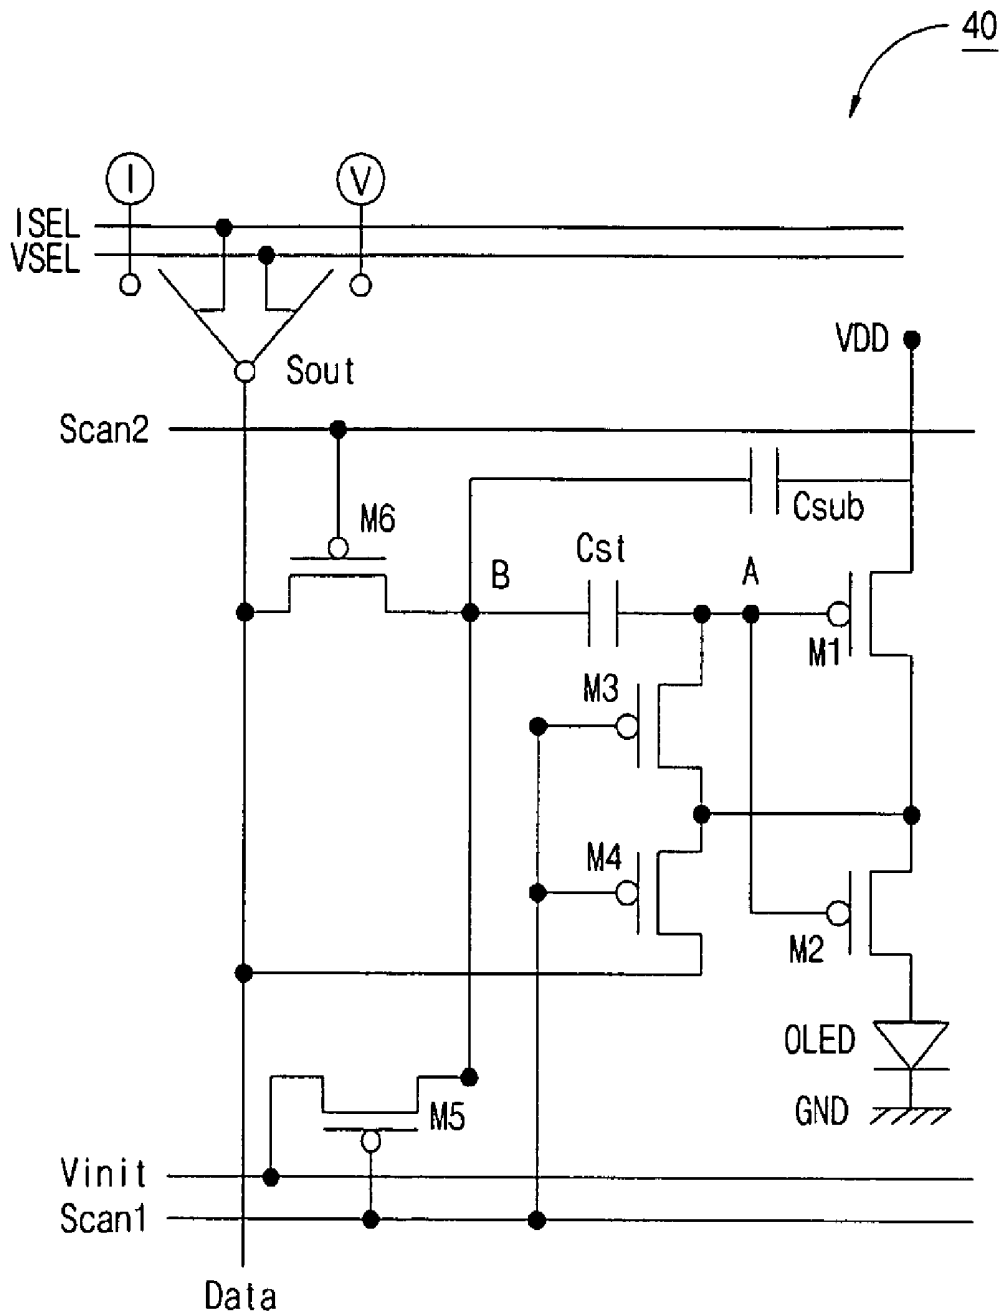 40
I
V
ISEL
VSEL
VDD
Sout
Scan2
Csub
M6
Cst
B
A
M1
M3
M4
M2
OLED
GND
M5
Vinit
Scan1
Data